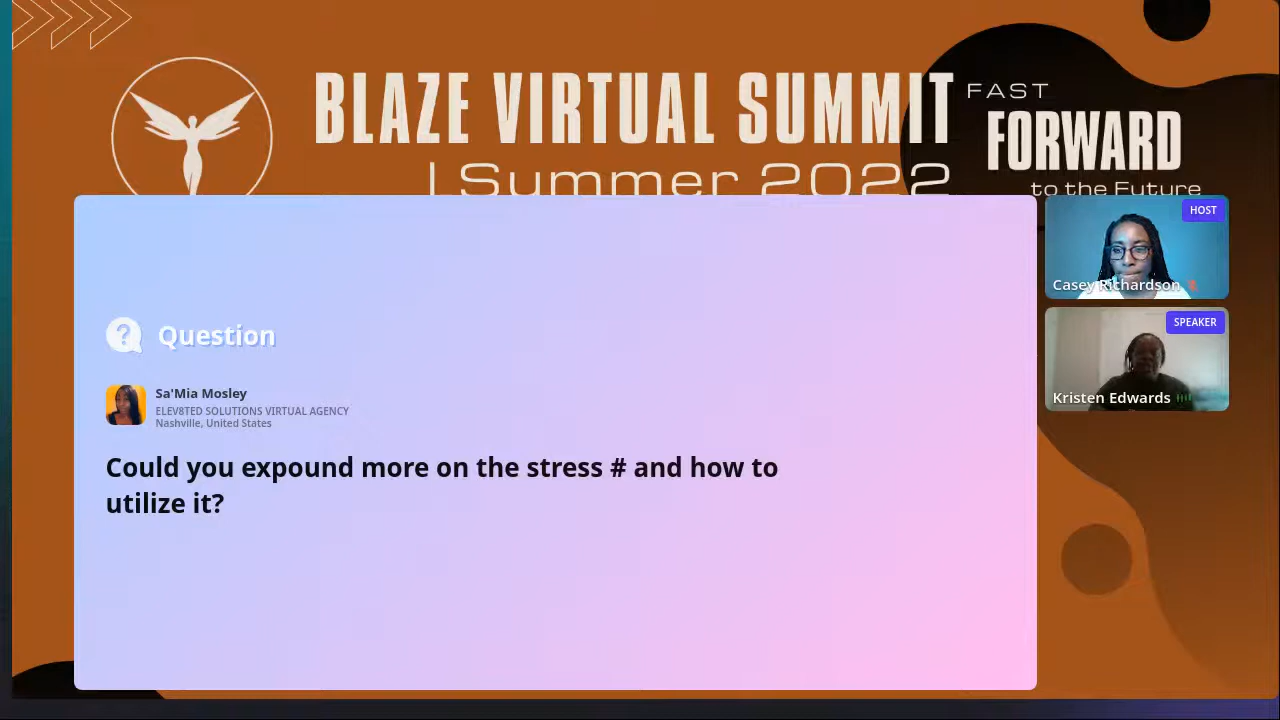 BLAZE VIRTUAL SUMMIT
| Summer 2022
FAST
FORWARD
to the Future
HOST
Casey Richardson
SPEAKER
Kristen Edwards
Question
Sa'Mia Mosley
ELEV8TED SOLUTIONS VIRTUAL AGENCY
Nashville, United States
Could you expound more on the stress # and how to
utilize it?